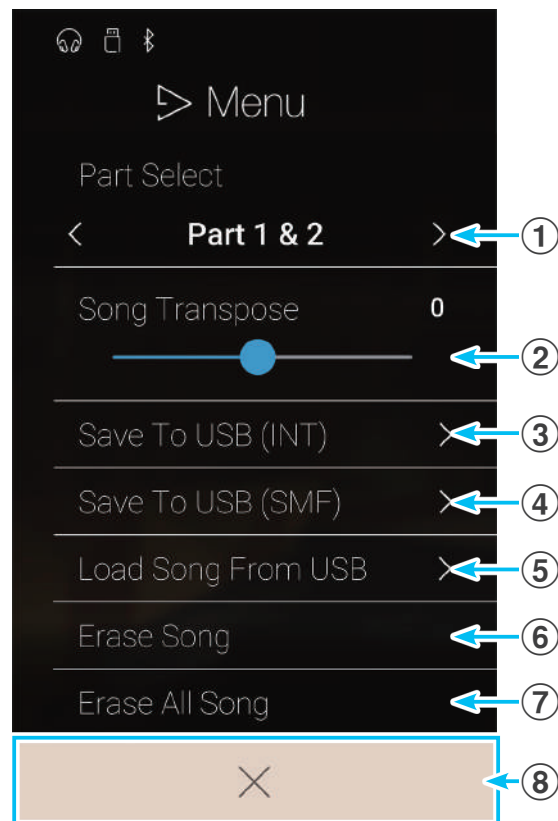 Menu
Part Select
Part 1 & 2
1
Song Transpose 0
2
Save To USB (INT)
3
Save To USB (SMF)
4
Load Song From USB
5
Erase Song
6
Erase All Song
7
8